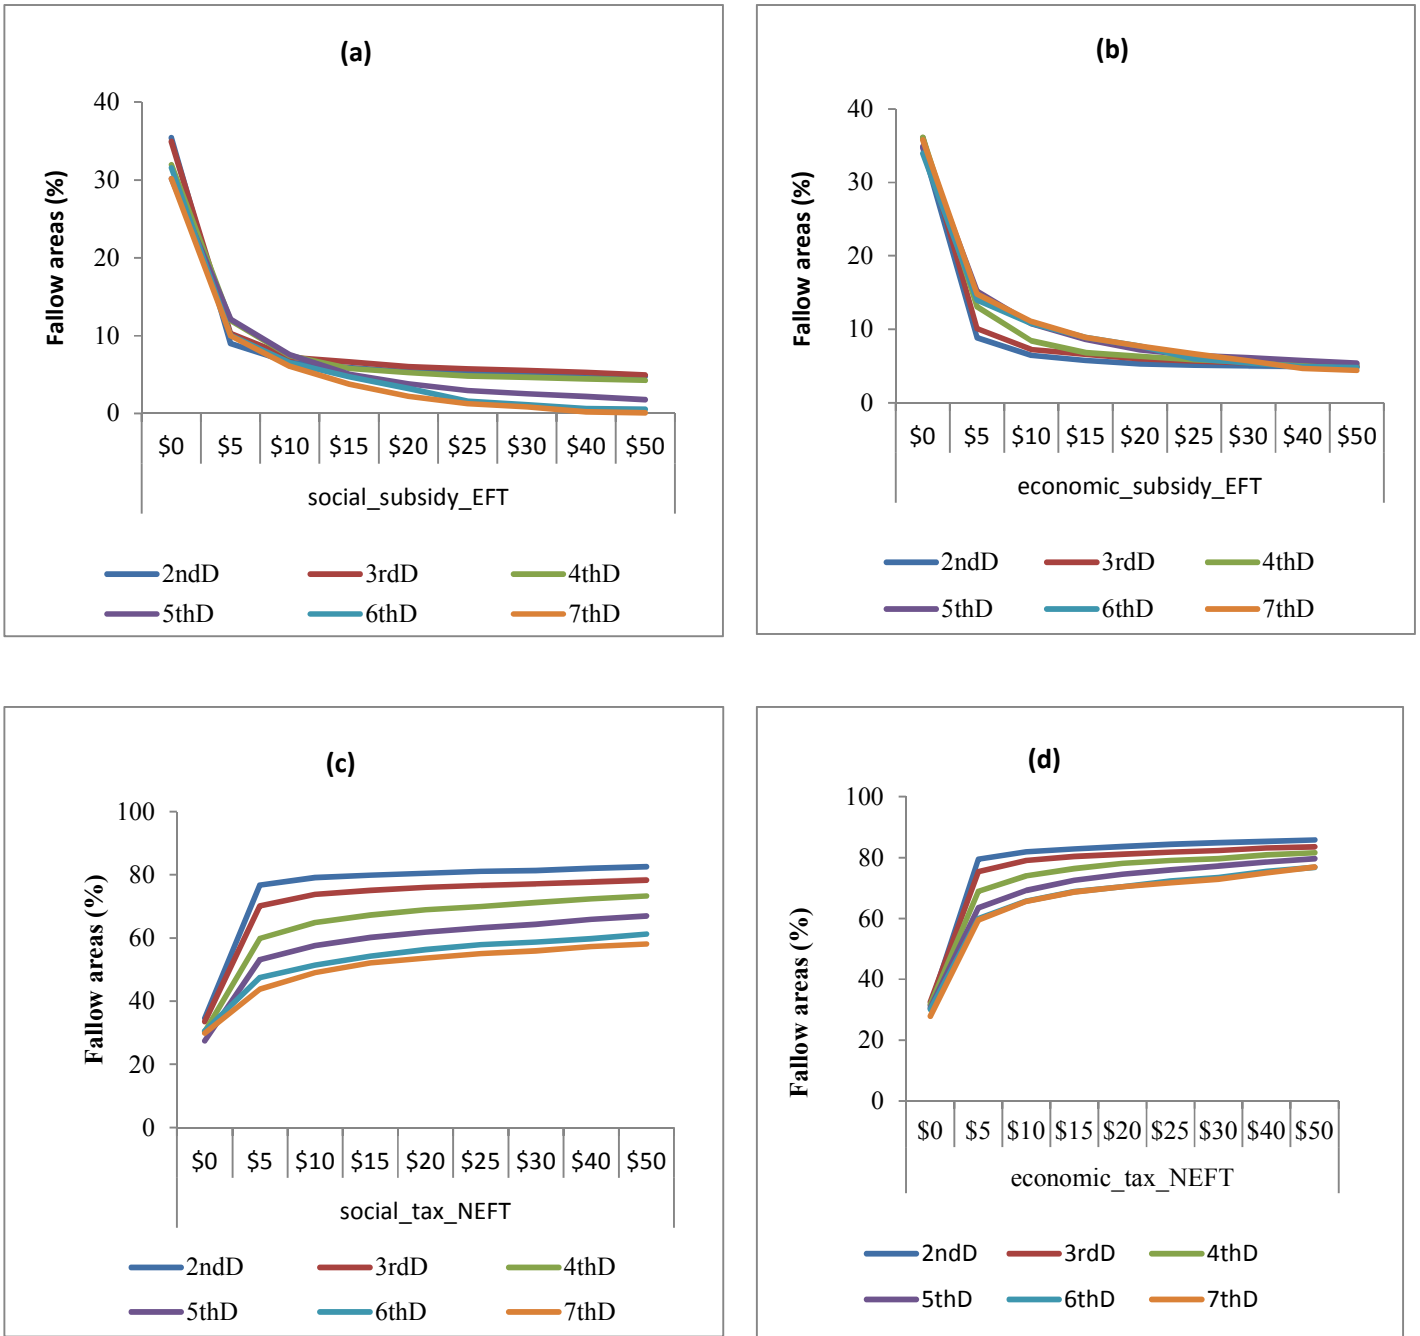 (a)
40
30
20
10
0
Fallow areas (%)
$0 $5 $10 $15 $20 $25 $30 $40 $50
social_subsidy_EFT
2ndD 3rdD 4thD
5thD 6thD 7thD
(b)
40
30
20
10
0
Fallow areas (%)
$0 $5 $10 $15 $20 $25 $30 $40 $50
economic_subsidy_EFT
2ndD 3rdD 4thD
5thD 6thD 7thD
(c)
100
80
60
40
20
0
Fallow areas (%)
$0 $5 $10 $15 $20 $25 $30 $40 $50
social_tax_NEFT
2ndD 3rdD 4thD
5thD 6thD 7thD
(d)
100
80
60
40
20
0
Fallow areas (%)
$0 $5 $10 $15 $20 $25 $30 $40 $50
economic_tax_NEFT
2ndD 3rdD 4thD
5thD 6thD 7thD